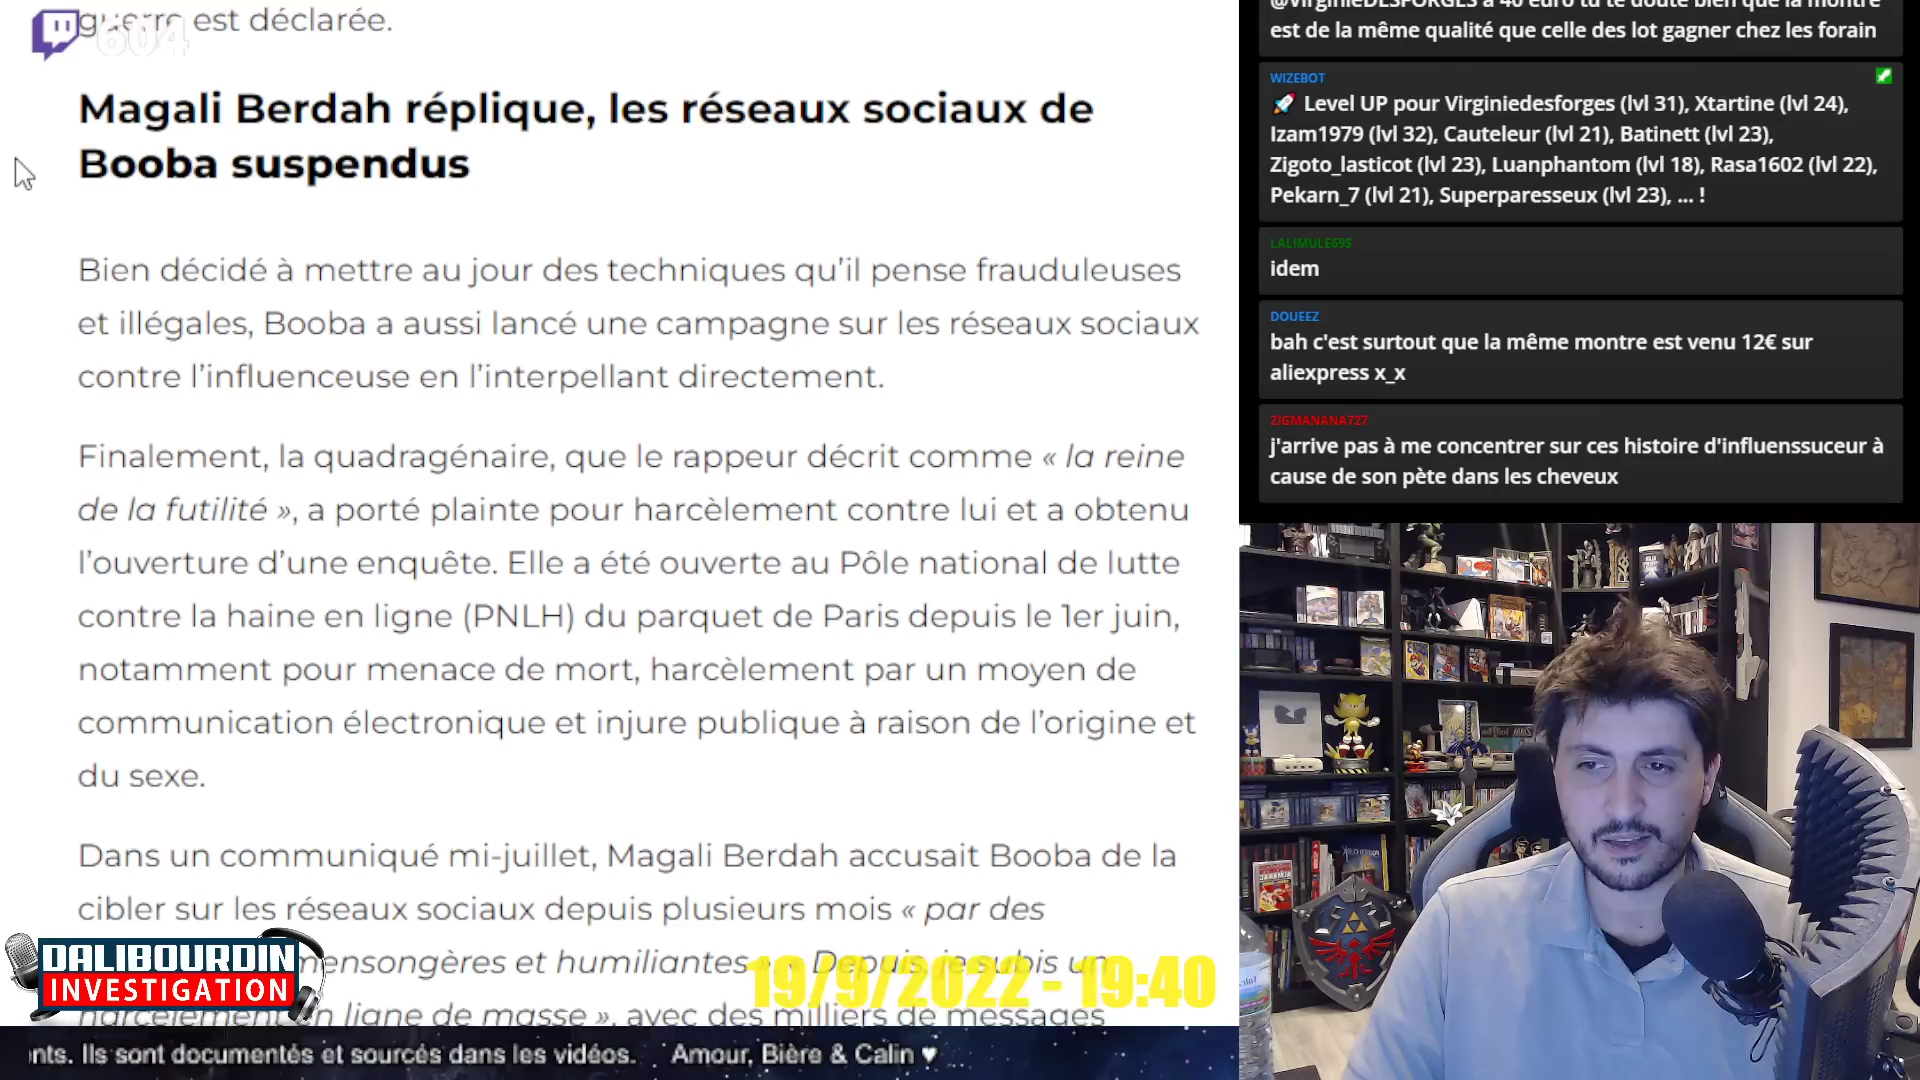 guerre est déclarée.
604
Magali Berdah réplique, les réseaux sociaux de
Booba suspendus
Bien décidé à mettre au jour des techniques qu’il pense frauduleuses
et illégales, Booba a aussi lancé une campagne sur les réseaux sociaux
contre l’influenceuse en l’interpellant directement.
Finalement, la quadragénaire, que le rappeur décrit comme « la reine
de la futilité », a porté plainte pour harcèlement contre lui et a obtenu
l’ouverture d’une enquête. Elle a été ouverte au Pôle national de lutte
contre la haine en ligne (PNLH) du parquet de Paris depuis le 1er juin,
notamment pour menace de mort, harcèlement par un moyen de
communication électronique et injure publique à raison de l’origine et
du sexe.
Dans un communiqué mi-juillet, Magali Berdah accusait Booba de la
cibler sur les réseaux sociaux depuis plusieurs mois « par des
mensongères et humiliantes ». « Depuis je subis un
harcèlement en ligne de masse », avec des milliers de messages
DALIBOURDIN
INVESTIGATION
19/9/2022 - 19:40
nts. Ils sont documentés et sourcés dans les vidéos. Amour, Bière & Calin ♥
@VirginieDESFORGES à 40 euro tu te doute bien que la montre
est de la même qualité que celle des lot gagner chez les forain
WIZEBOT
🚀 Level UP pour Virginiedesforges (lvl 31), Xtartine (lvl 24),
Izam1979 (lvl 32), Cauteleur (lvl 21), Batinett (lvl 23),
Zigoto_lasticot (lvl 23), Luanphantom (lvl 18), Rasa1602 (lvl 22),
Pekarn_7 (lvl 21), Superparesseux (lvl 23), ... !
LALIMULE69S
idem
DOUEEZ
bah c'est surtout que la même montre est venu 12€ sur
aliexpress x_x
ZIGMANANA727
j'arrive pas à me concentrer sur ces histoire d'influenssuceur à
cause de son pète dans les cheveux